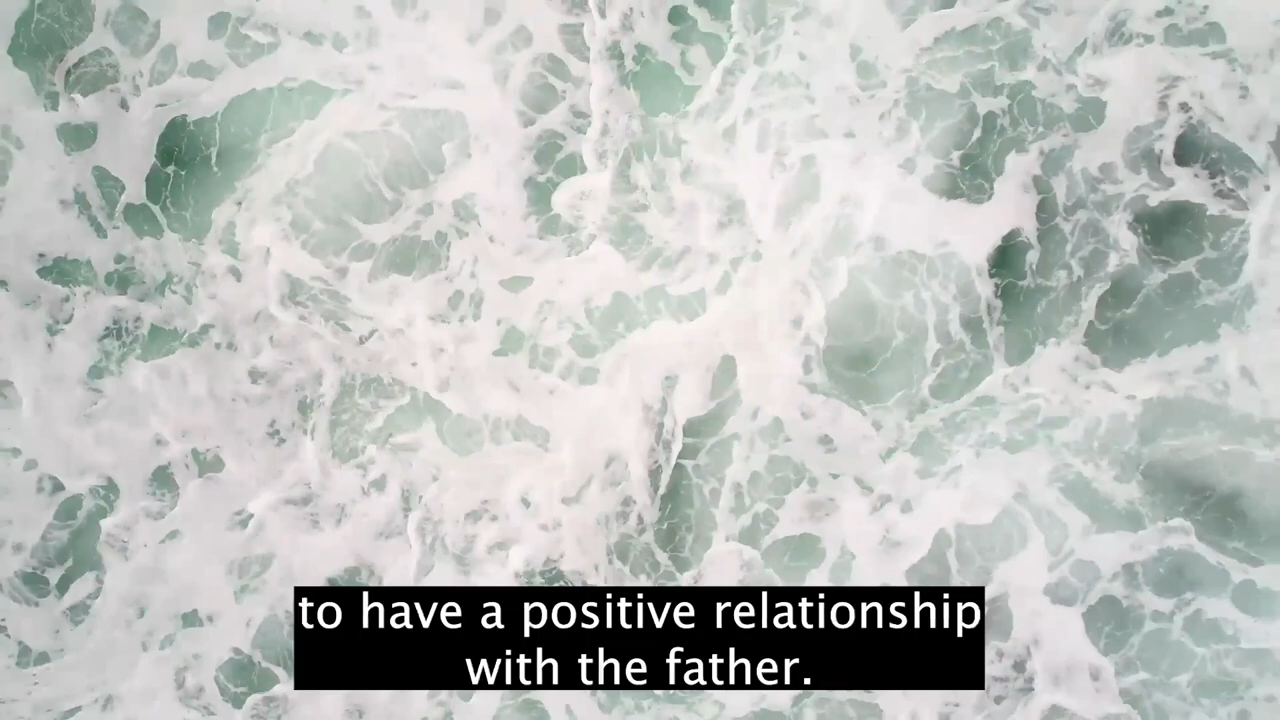 to have a positive relationship
with the father.